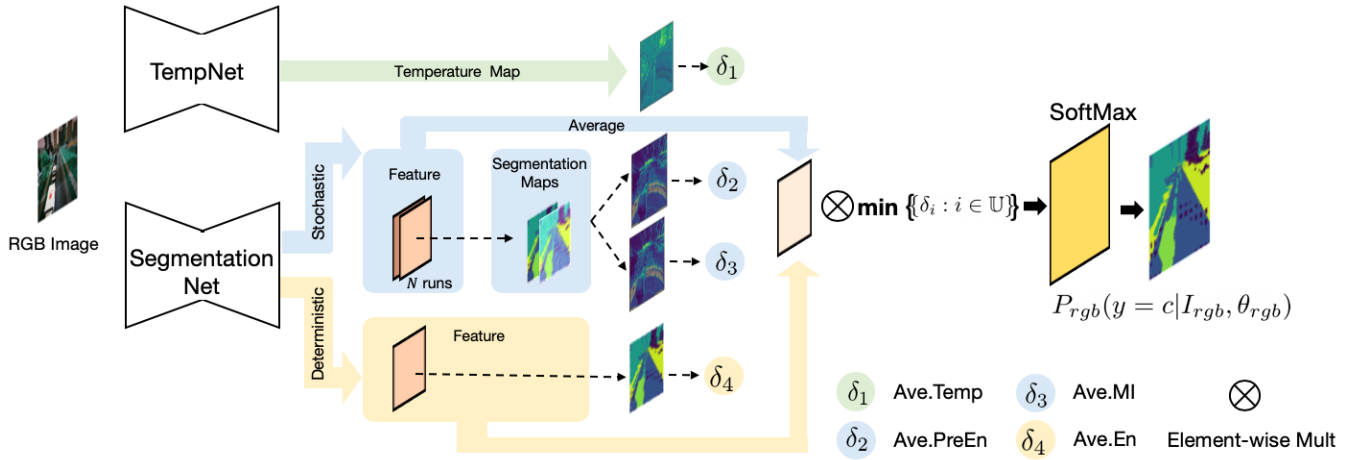 TempNet
Temperature Map
δ1
RGB Image
Segmentation
Net
Stochastic
Deterministic
Average
Feature
N runs
Segmentation
Maps
δ2
δ3
Feature
δ4
min {{δi : i ∈ 𝕌}}
SoftMax
Prgb(y = c|Irgb, θrgb)
δ1 Ave.Temp
δ3 Ave.MI
δ2 Ave.PreEn
δ4 Ave.En
Element-wise Mult